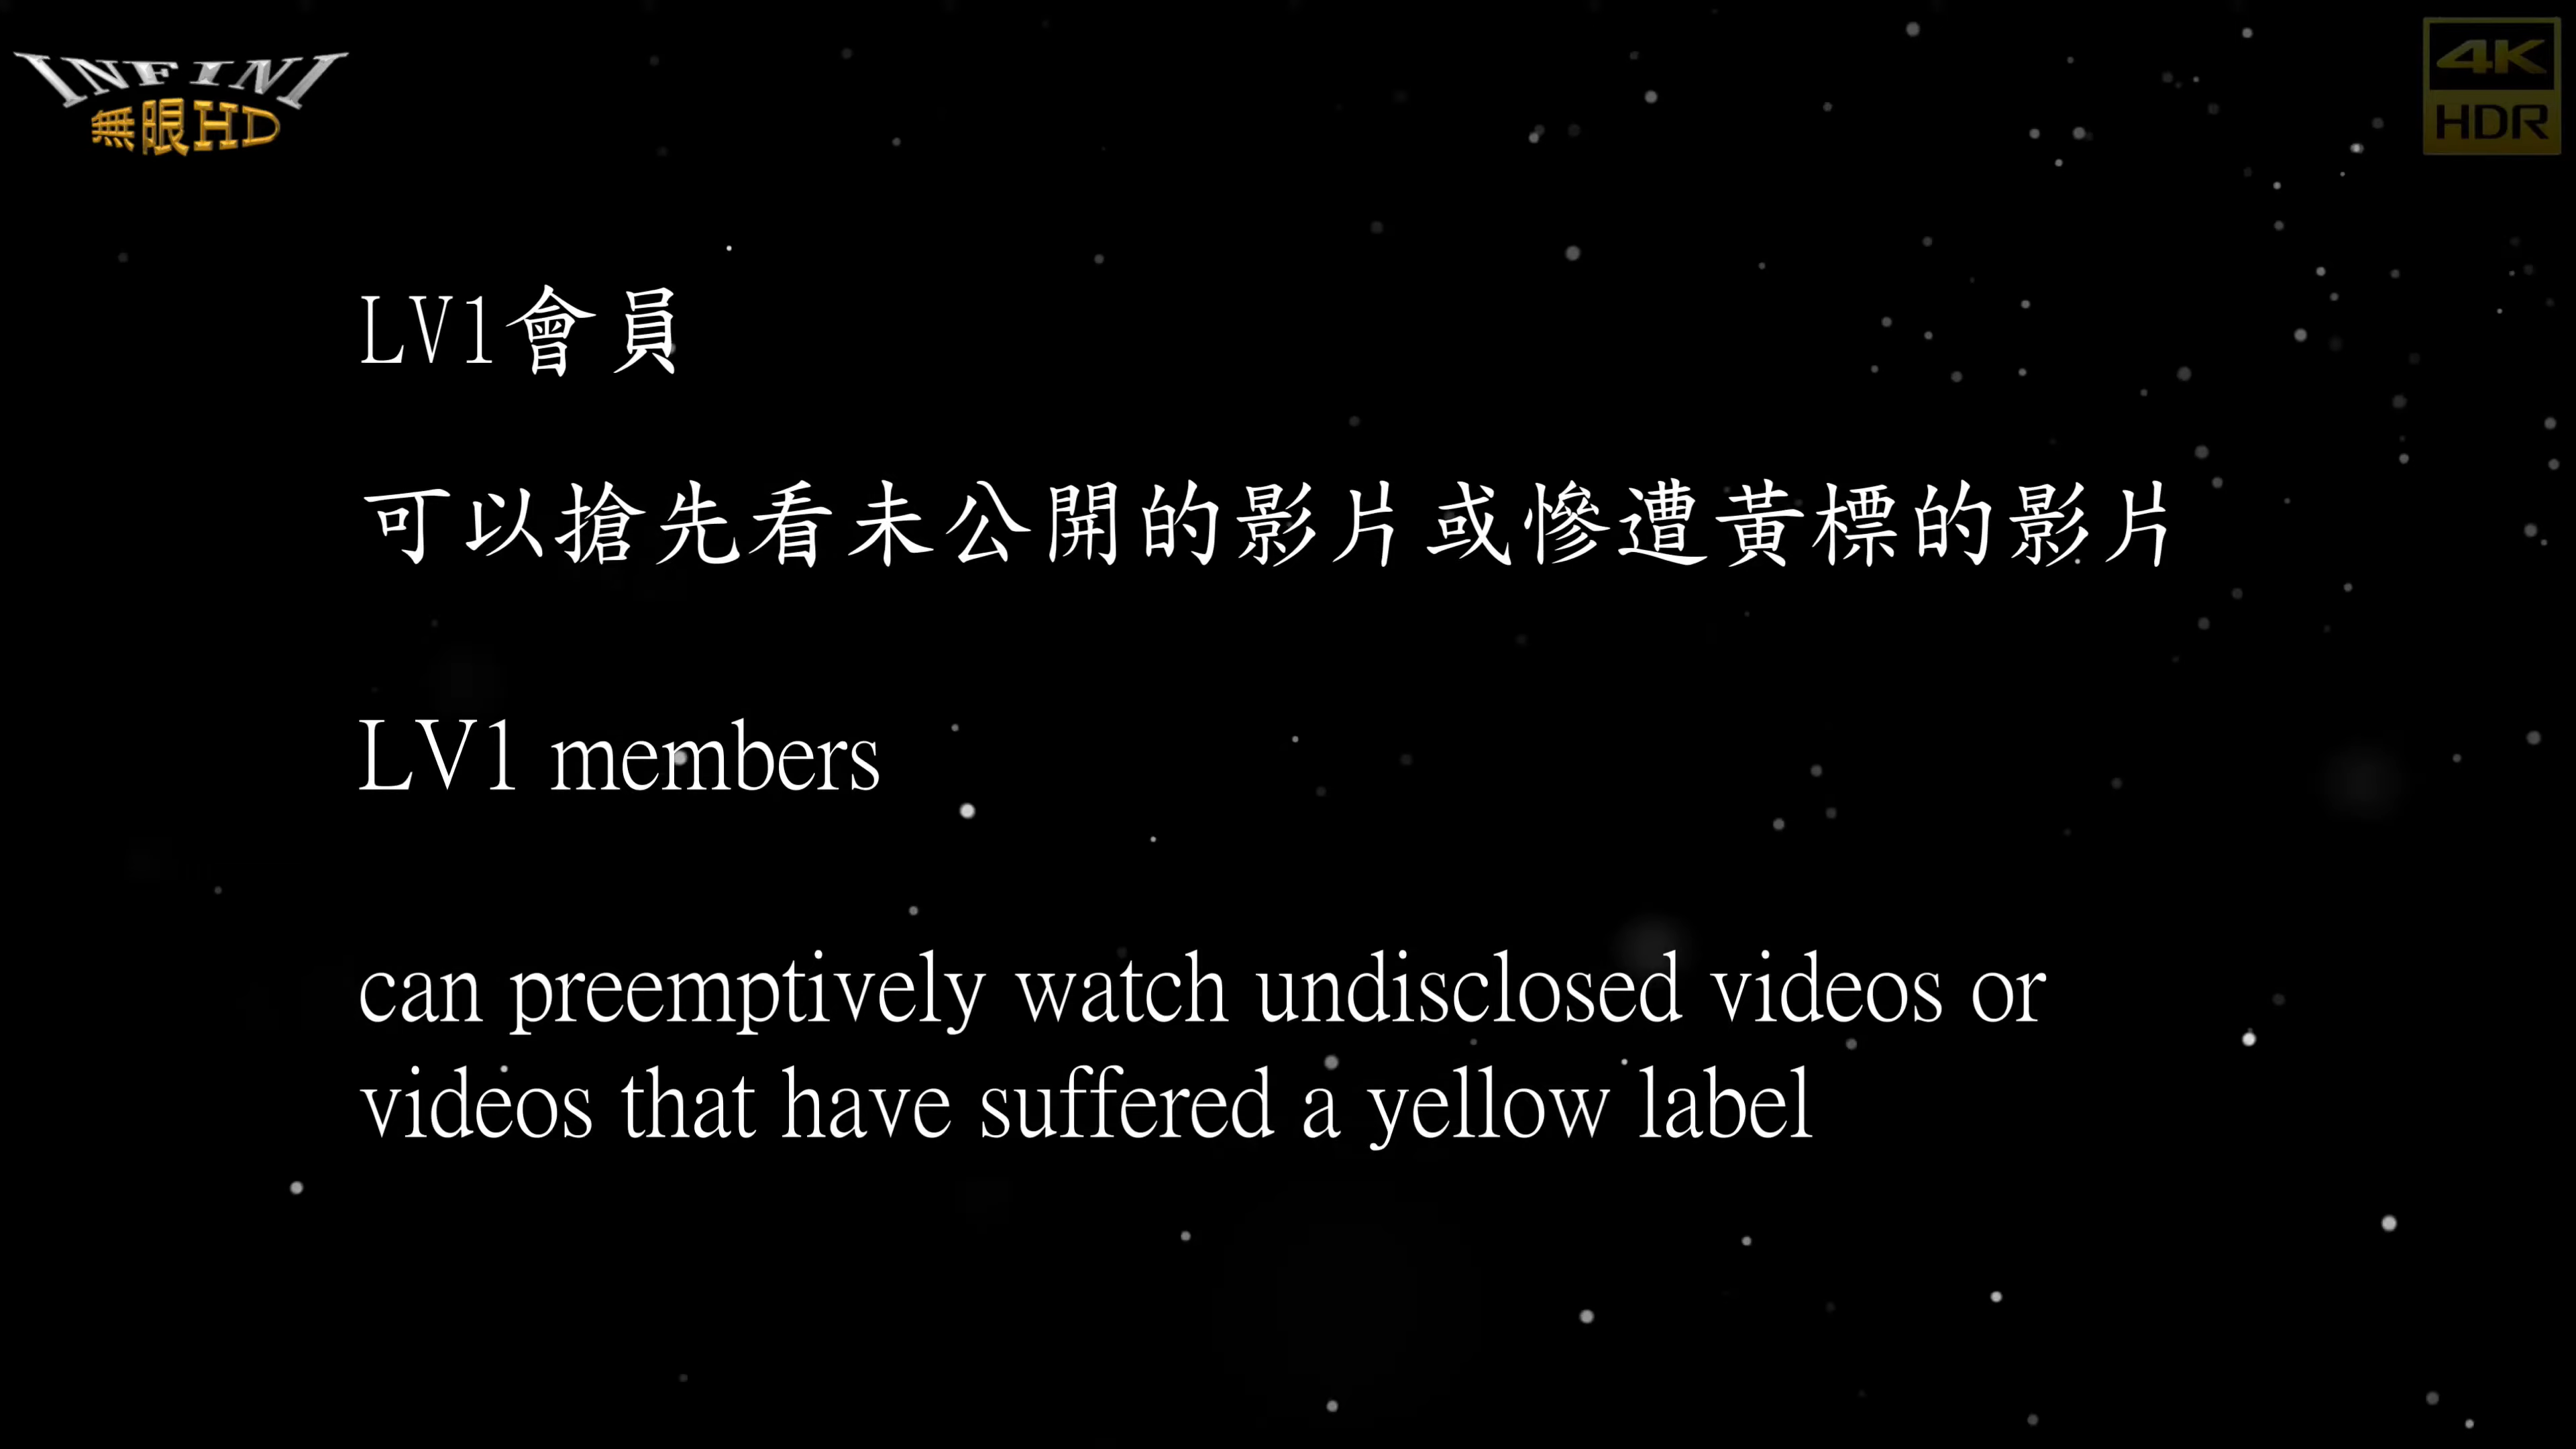 INFINI
無限HD
4K
HDR
LV1會員
可以搶先看未公開的影片或慘遭黃標的影片
LV1 members
can preemptively watch undisclosed videos or
videos that have suffered a yellow label